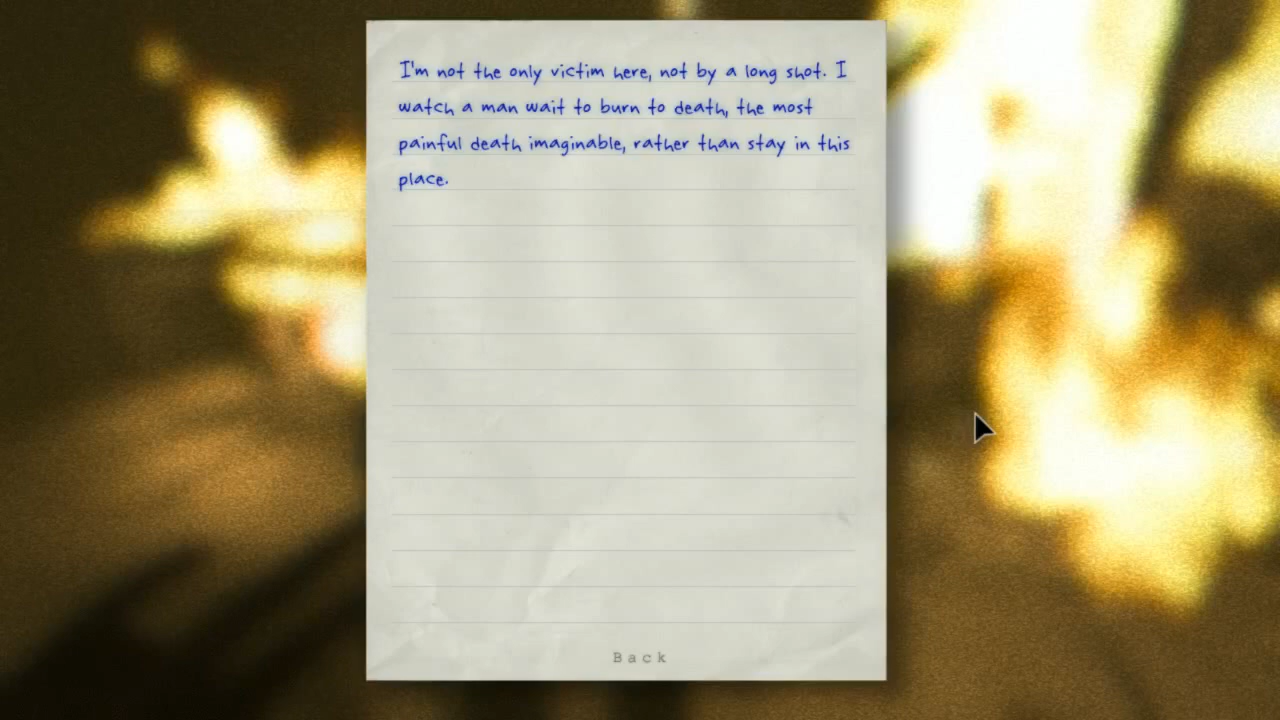 I'm not the only victim here, not by a long shot. I
watch a man wait to burn to death, the most
painful death imaginable, rather than stay in this
place.
Back